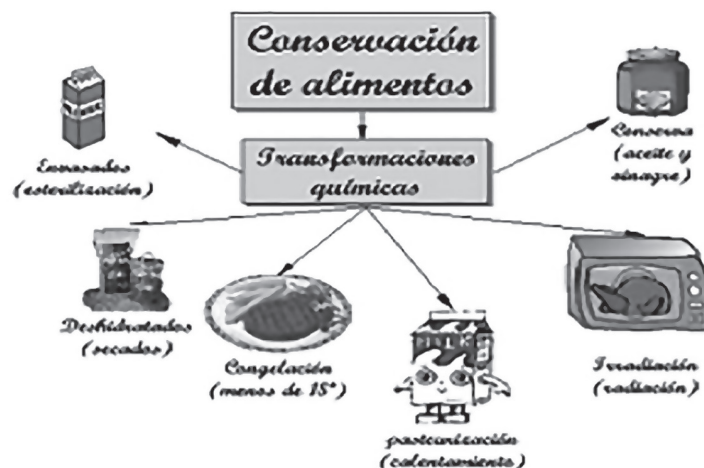 Conservación
de alimentos
Transformaciones
químicas
Envasados
(esterilización)
Conserva
(aceite y
vinagre)
Deshidratados
(secados)
Congelación
(menos de 15º)
pasteurización
(calentamiento)
Irradiación
(radiación)